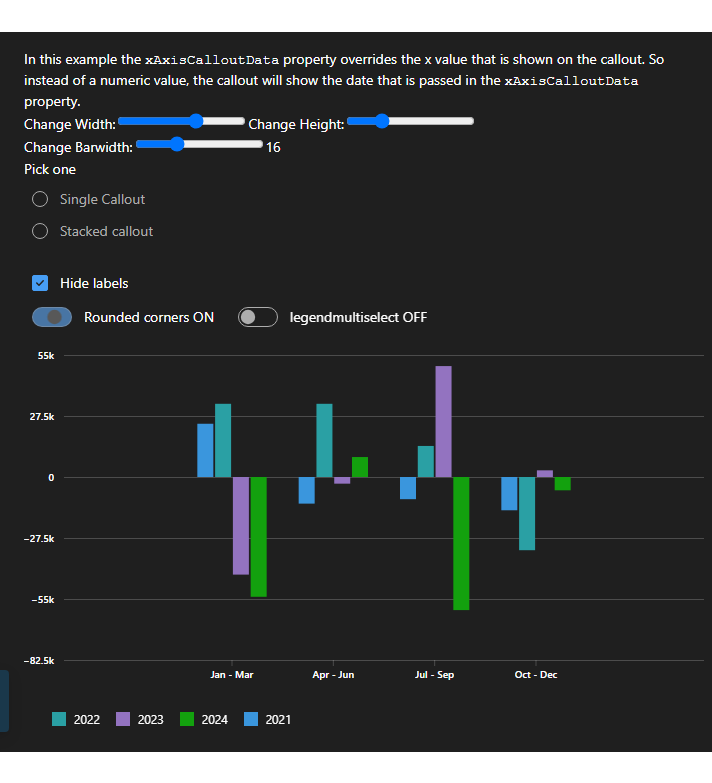 In this example the xAxisCalloutData property overrides the x value that is shown on the callout. So
instead of a numeric value, the callout will show the date that is passed in the xAxisCalloutData
property.
Change Width: Change Height:
Change Barwidth: 16
Pick one
Single Callout
Stacked callout
Hide labels
Rounded corners ON legendmultiselect OFF
55k
27.5k
0
−27.5k
−55k
−82.5k
Jan - Mar Apr - Jun Jul - Sep Oct - Dec
2022 2023 2024 2021